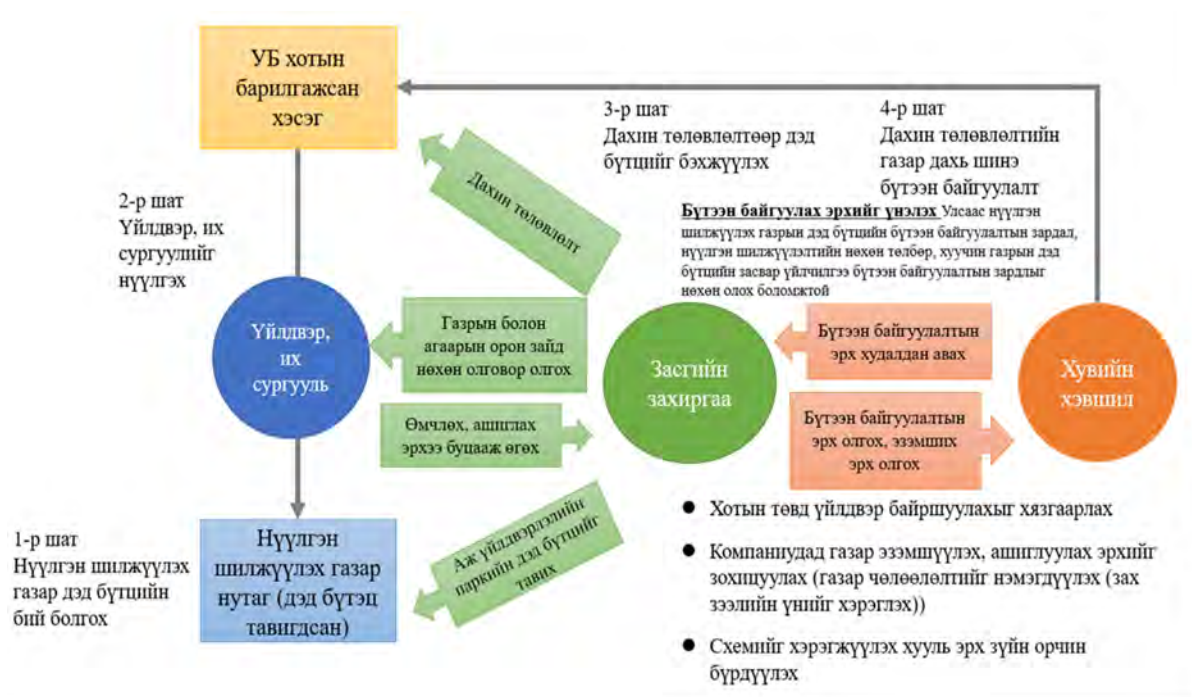 УБ хотын
барилгажсан
хэсэг
3-р шат
Дахин төлөвлөлтөөр дэд
бүтцийг бэхжүүлэх
4-р шат
Дахин төлөвлөлтийн
газар дахь шинэ
бүтээн байгуулалт
Дахин төлөвлөлт
2-р шат
Үйлдвэр, их
сургуулийг
нүүлгэх
Бүтээн байгуулах эрхийг үнэлэх Улсаас нүүлгэн
шилжүүлэх газрын дэд бүтцийн бүтээн байгуулалтын зардал,
нүүлгэн шилжүүлэлтийн нөхөн төлбөр, хуучин газрын дэд
бүтцийн засвар үйлчилгээ бүтээн байгуулалтын зардлыг
нөхөн олох боломжтой
Үйлдвэр,
их
сургууль
Газрын болон
агаарын орон зайд
нөхөн олговор олгох
Засгийн
захиргаа
Бүтээн байгуулалтын
эрх худалдан авах
Хувийн
хэвшил
Өмчлөх, ашиглах
эрхээ буцааж өгөх
Бүтээн байгуулалтын
эрх олгох, эзэмших
эрх олгох
Аж үйлдвэрлэлийн
паркийн дэд бүтцийг
тавих
1-р шат
Нүүлгэн шилжүүлэх
газар дэд бүтцийн
бий болгох
Нүүлгэн
шилжүүлэх газар
нутаг (дэд бүтэц
тавигдсан)
● Хотын төвд үйлдвэр байршуулахыг хязгаарлах
● Компаниудад газар эзэмшүүлэх, ашиглуулах эрхийг
зохицуулах (газар чөлөөлөлтийг нэмэгдүүлэх (зах
зээлийн үнийг хэрэглэх))
● Схемийг хэрэгжүүлэх хууль эрх зүйн орчин
бүрдүүлэх